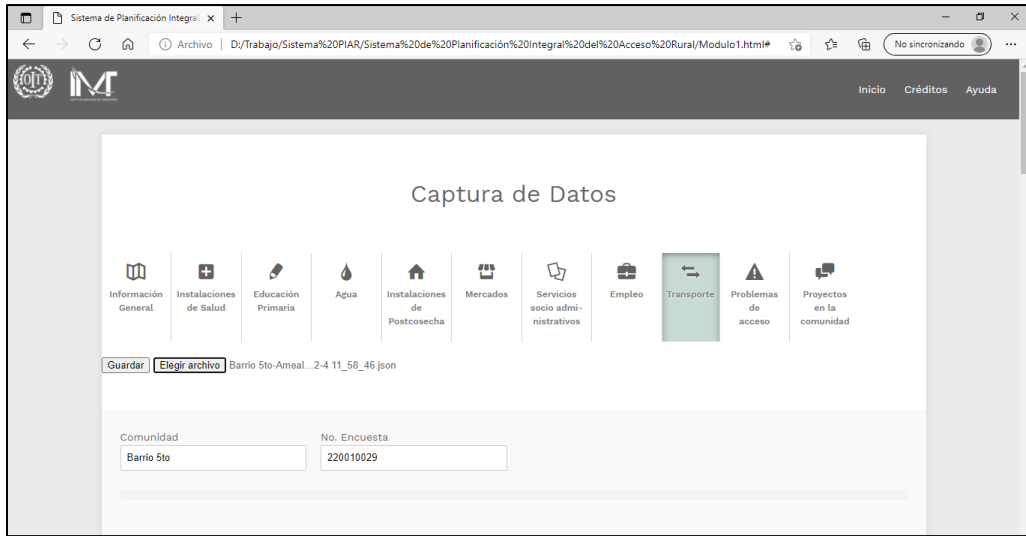 Sistema de Planificación Integral
Archivo D:/Trabajo/Sistema%20PIAR/Sistema%20de%20Planificación%20Integral%20del%20Acceso%20Rural/Modulo1.html# No sincronizando
OIT IMT Inicio Créditos Ayuda
Captura de Datos
Información
General
Instalaciones
de Salud
Educación
Primaria
Agua
Instalaciones
de
Postcosecha
Mercados
Servicios
socio admi-
nistrativos
Empleo
Transporte
Problemas
de
acceso
Proyectos
en la
comunidad
Guardar Elegir archivo Barrio 5to-Ameal...2-4 11_58_46.json
Comunidad No. Encuesta
Barrio 5to 220010029